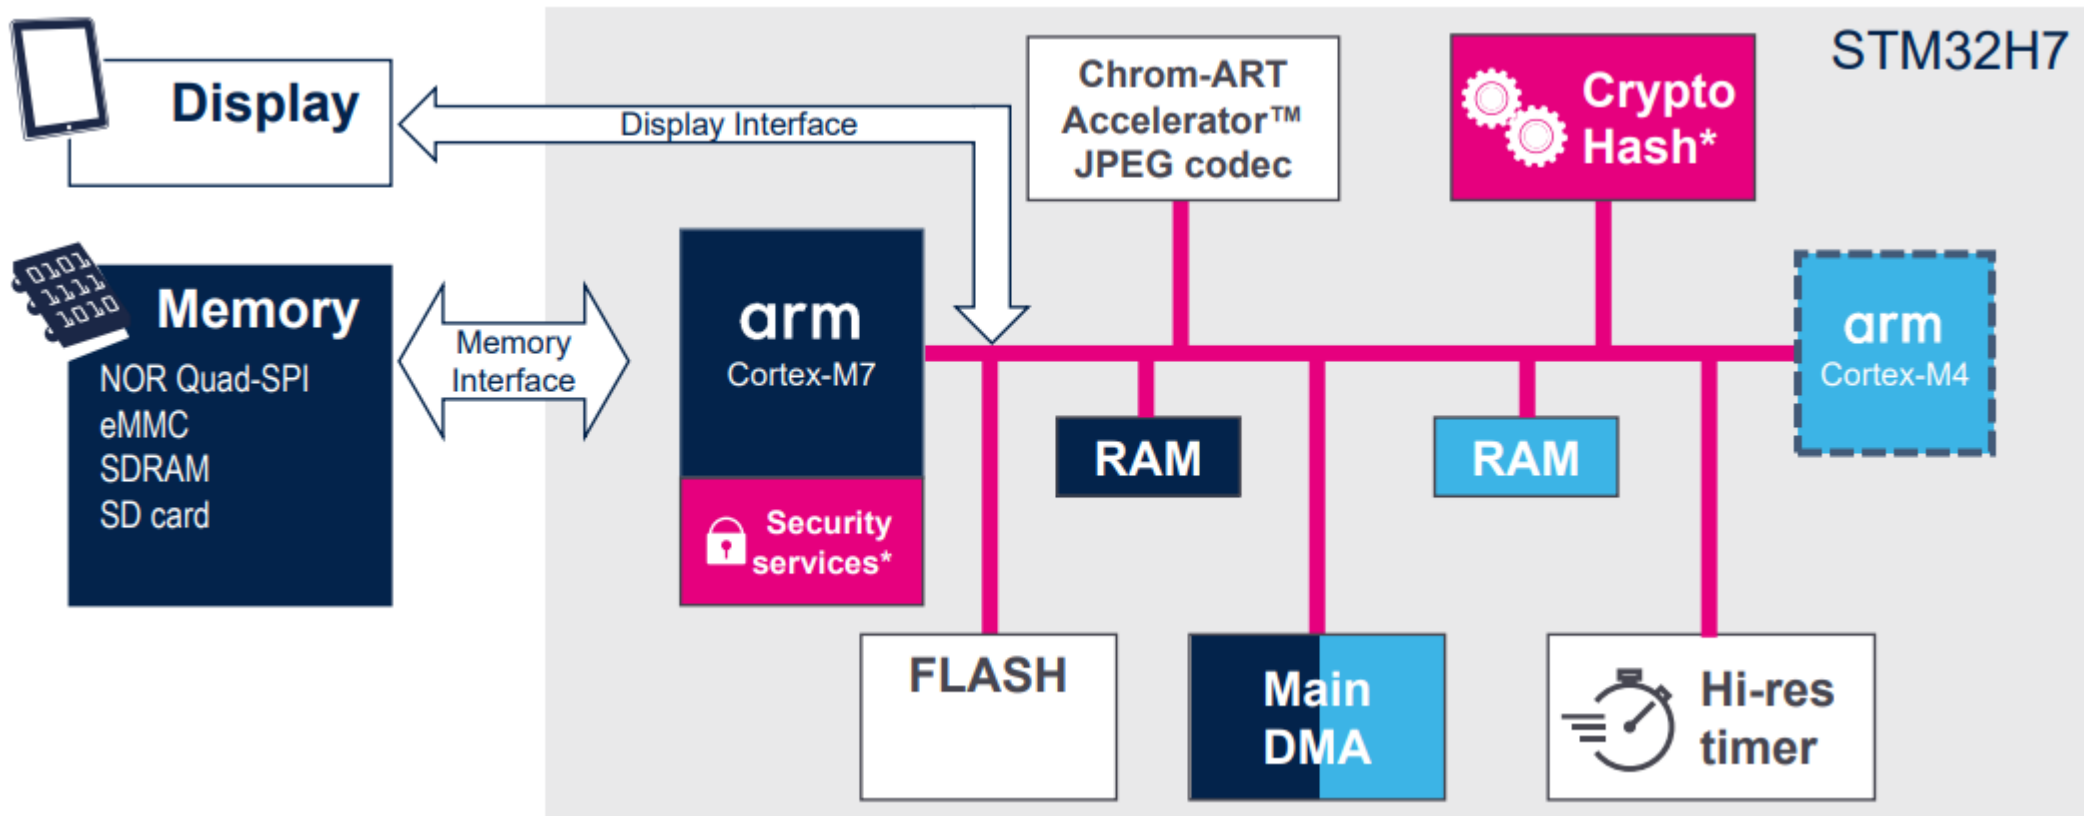 STM32H7
Display
Display Interface
Chrom-ART
Accelerator™
JPEG codec
Crypto
Hash*
0101
1111
1010
Memory
NOR Quad-SPI
eMMC
SDRAM
SD card
Memory
Interface
arm
Cortex-M7
Security
services*
arm
Cortex-M4
RAM
RAM
FLASH
Main
DMA
Hi-res
timer